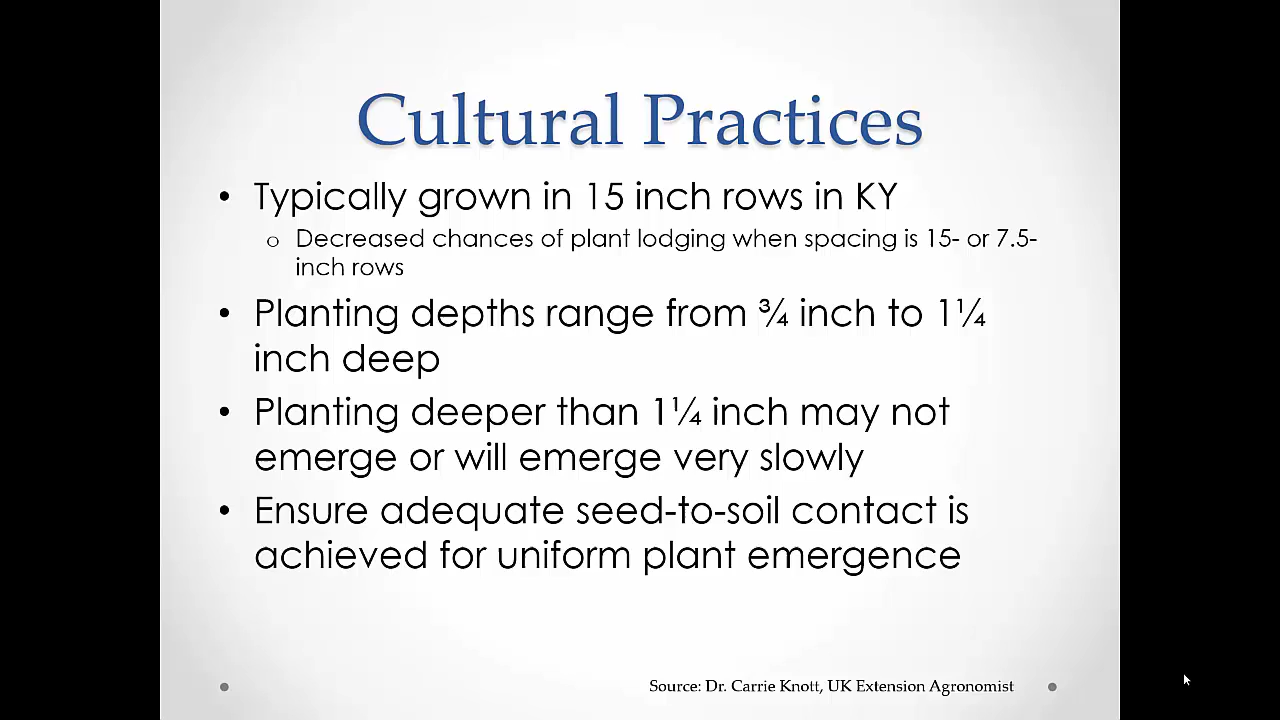 Cultural Practices
• Typically grown in 15 inch rows in KY
o Decreased chances of plant lodging when spacing is 15- or 7.5-
inch rows
• Planting depths range from ¾ inch to 1¼
inch deep
• Planting deeper than 1¼ inch may not
emerge or will emerge very slowly
• Ensure adequate seed-to-soil contact is
achieved for uniform plant emergence
Source: Dr. Carrie Knott, UK Extension Agronomist